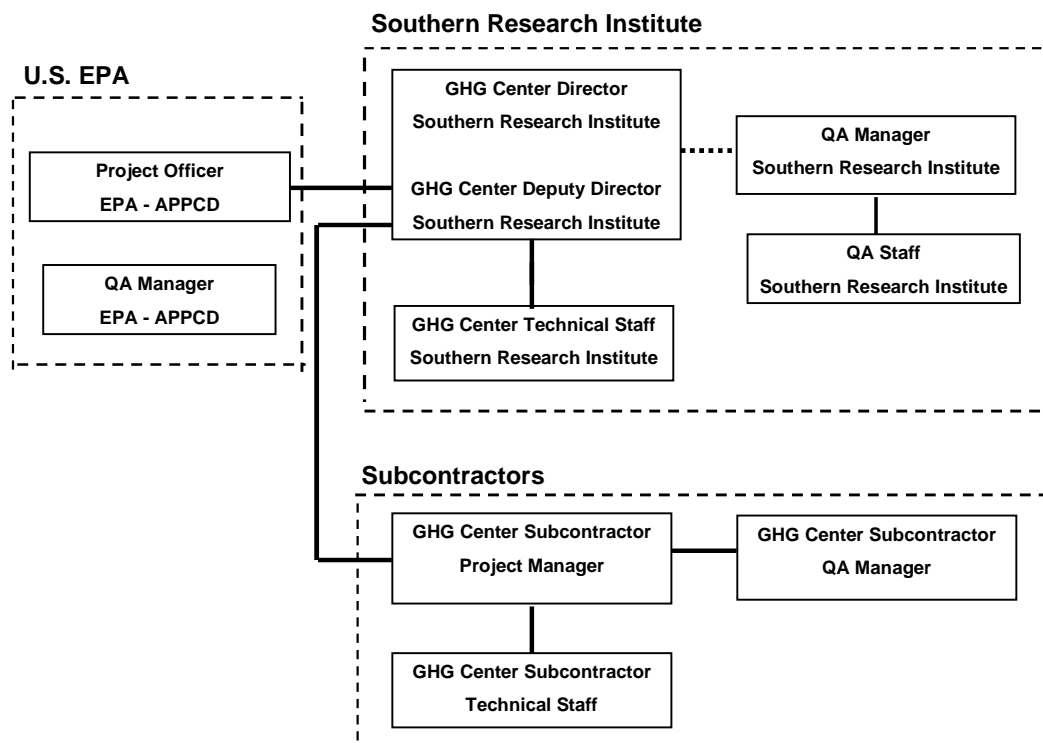 Southern Research Institute
U.S. EPA
GHG Center Director
Southern Research Institute
GHG Center Deputy Director
Southern Research Institute
QA Manager
Southern Research Institute
Project Officer
EPA - APPCD
QA Staff
Southern Research Institute
QA Manager
EPA - APPCD
GHG Center Technical Staff
Southern Research Institute
Subcontractors
GHG Center Subcontractor
Project Manager
GHG Center Subcontractor
QA Manager
GHG Center Subcontractor
Technical Staff